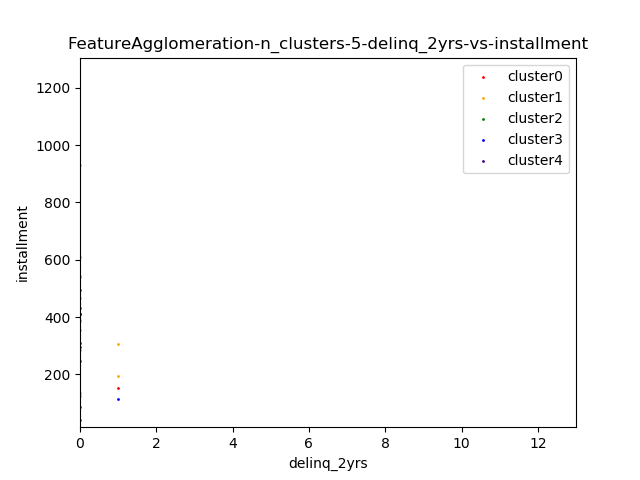 FeatureAgglomeration-n_clusters-5-delinq_2yrs-vs-installment
cluster0
cluster1
cluster2
cluster3
cluster4
1200
1000
800
600
400
200
installment
0 2 4 6 8 10 12
delinq_2yrs